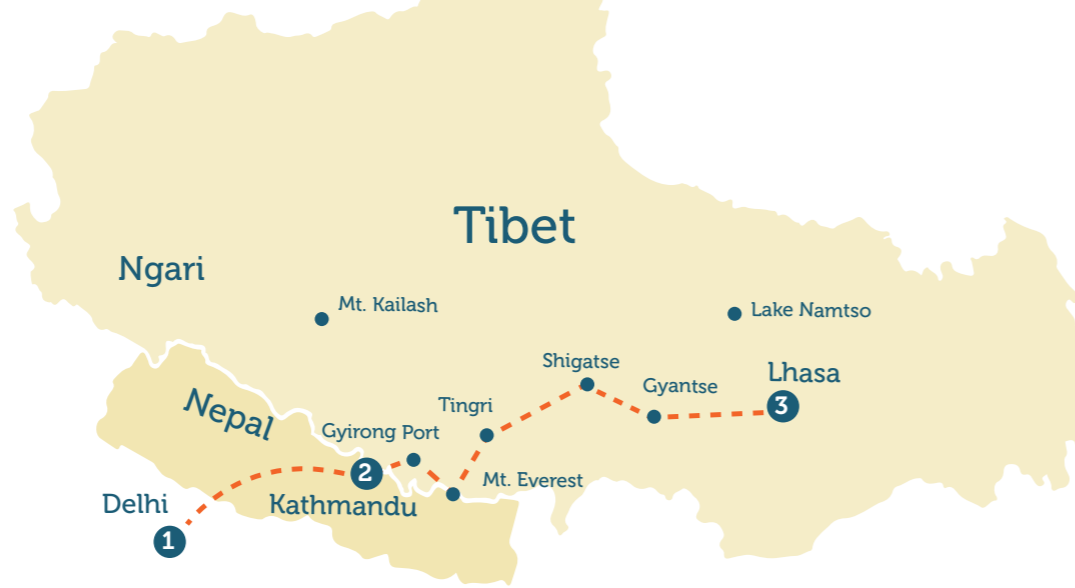 Tibet
Ngari
Mt. Kailash
Lake Namtso
Shigatse
Lhasa
Gyantse
3
Nepal
Tingri
Gyirong Port
2
Mt. Everest
Delhi
Kathmandu
1